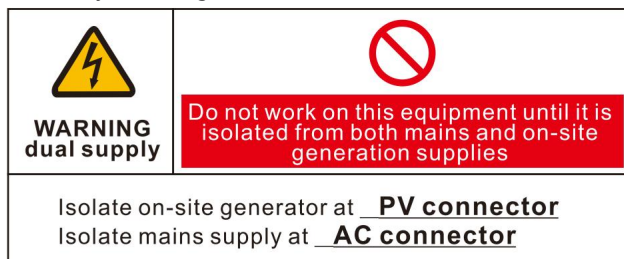 WARNING
dual supply
Do not work on this equipment until it is
isolated from both mains and on-site
generation supplies
Isolate on-site generator at PV connector
Isolate mains supply at AC connector